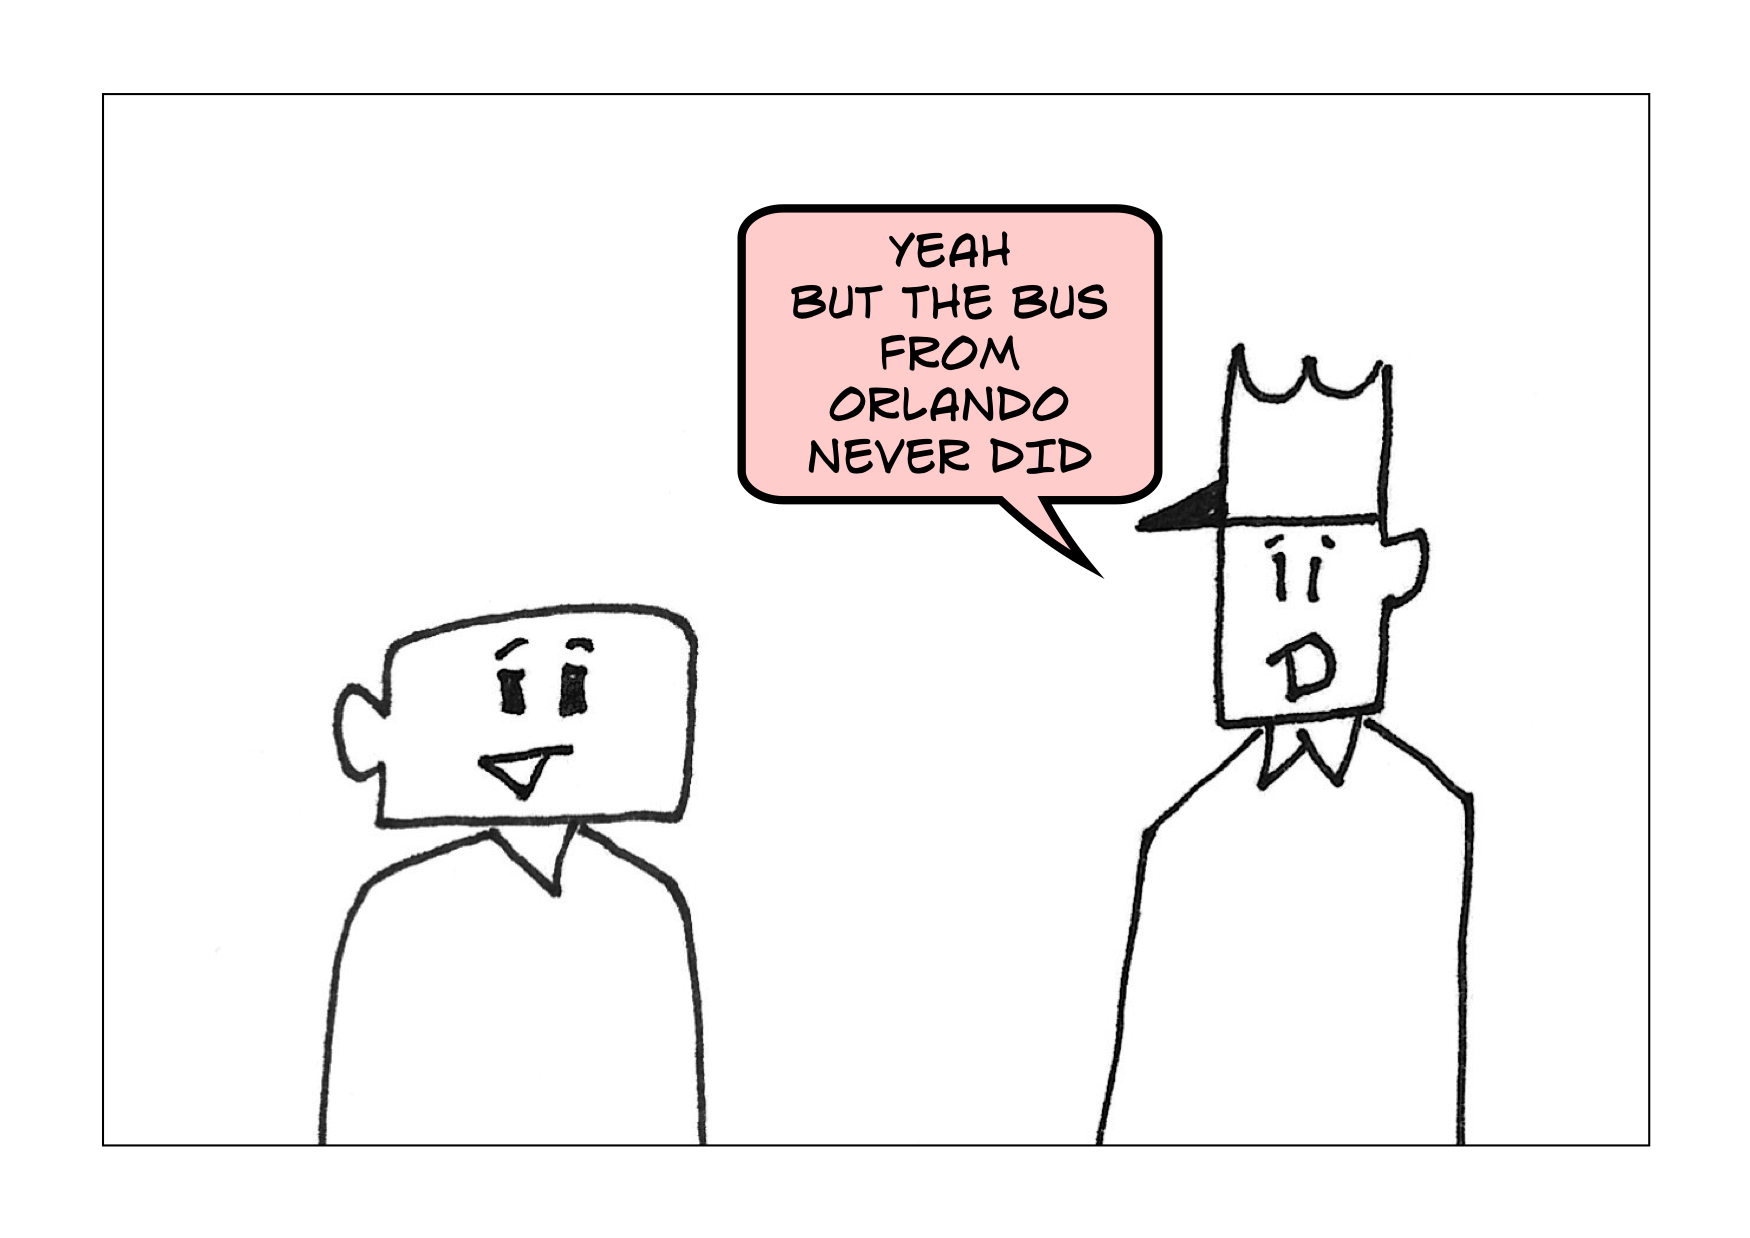 YEAH
BUT THE BUS
FROM
ORLANDO
NEVER DID